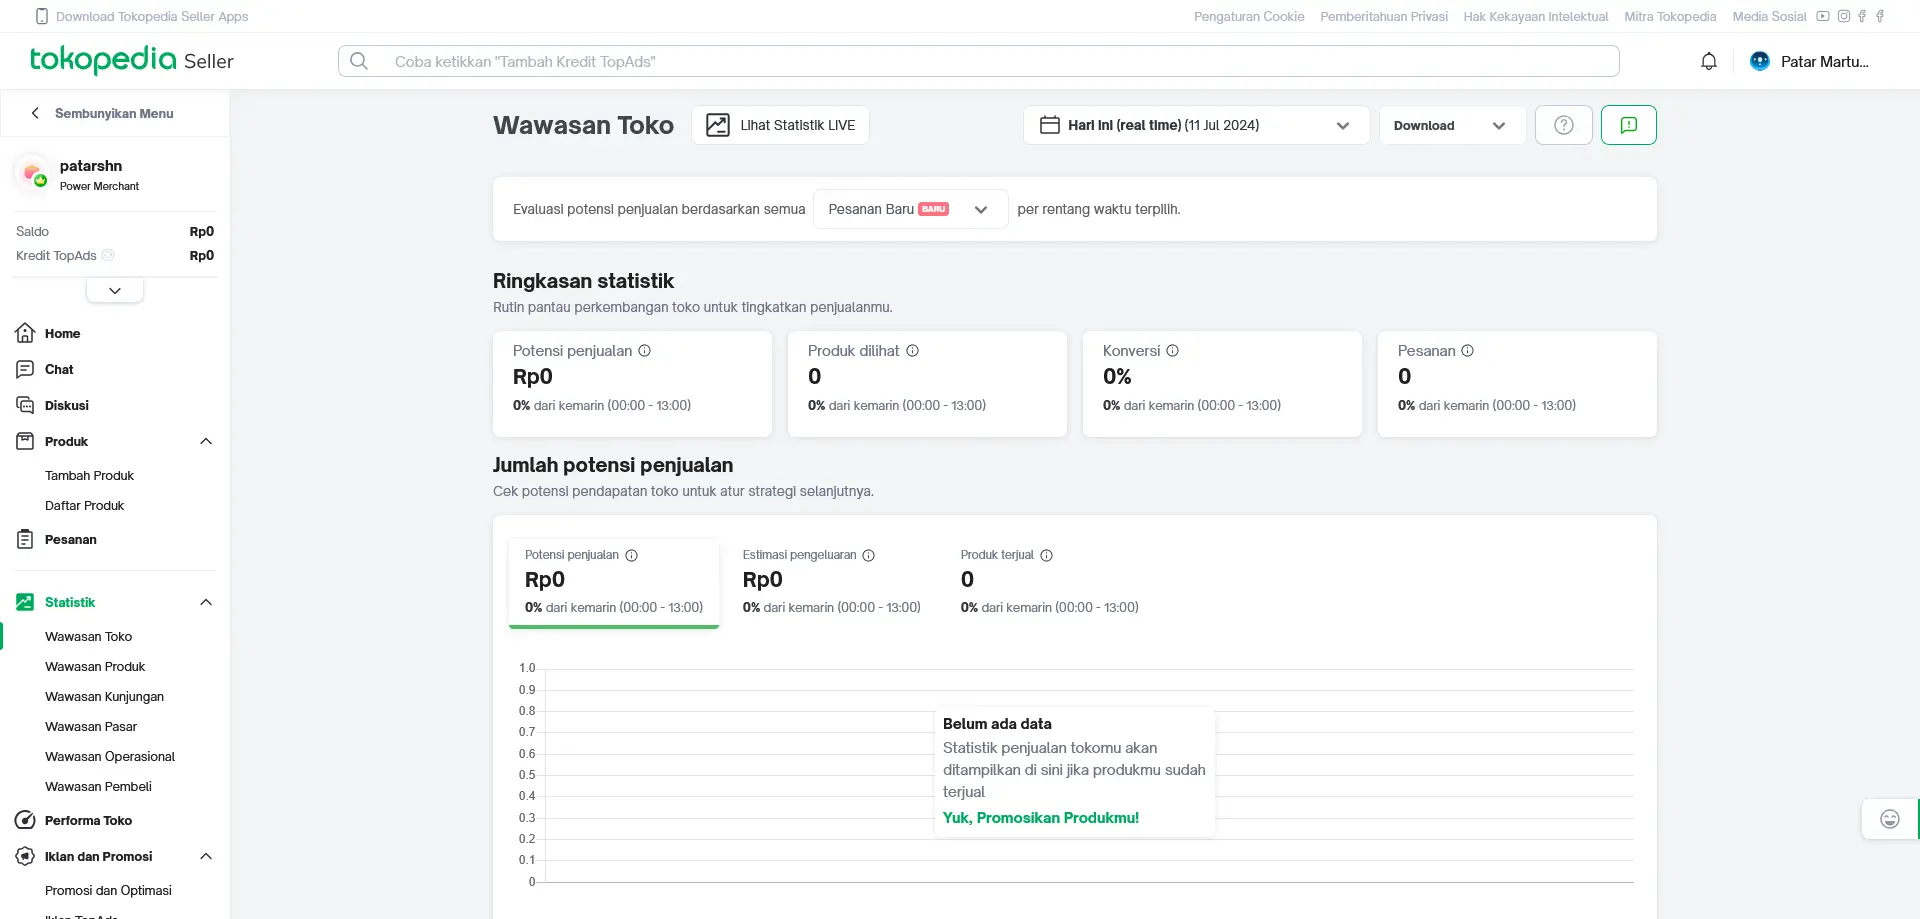 Download Tokopedia Seller Apps
Pengaturan Cookie Pemberitahuan Privasi Hak Kekayaan Intelektual Mitra Tokopedia Media Sosial
tokopedia Seller
Coba ketikkan "Tambah Kredit TopAds"
Patar Martu...
Sembunyikan Menu
patarshn
Power Merchant
Saldo Rp0
Kredit TopAds Rp0
Home
Chat
Diskusi
Produk
Tambah Produk
Daftar Produk
Pesanan
Statistik
Wawasan Toko
Wawasan Produk
Wawasan Kunjungan
Wawasan Pasar
Wawasan Operasional
Wawasan Pembeli
Performa Toko
Iklan dan Promosi
Promosi dan Optimasi
Iklan TopAds
Wawasan Toko
Lihat Statistik LIVE
Hari ini (real time) (11 Jul 2024)
Download
Evaluasi potensi penjualan berdasarkan semua Pesanan Baru BARU per rentang waktu terpilih.
Ringkasan statistik
Rutin pantau perkembangan toko untuk tingkatkan penjualanmu.
Potensi penjualan
Rp0
0% dari kemarin (00:00 - 13:00)
Produk dilihat
0
0% dari kemarin (00:00 - 13:00)
Konversi
0%
0% dari kemarin (00:00 - 13:00)
Pesanan
0
0% dari kemarin (00:00 - 13:00)
Jumlah potensi penjualan
Cek potensi pendapatan toko untuk atur strategi selanjutnya.
Potensi penjualan
Rp0
0% dari kemarin (00:00 - 13:00)
Estimasi pengeluaran
Rp0
0% dari kemarin (00:00 - 13:00)
Produk terjual
0
0% dari kemarin (00:00 - 13:00)
1.0
0.9
0.8
0.7
0.6
0.5
0.4
0.3
0.2
0.1
0
Belum ada data
Statistik penjualan tokomu akan
ditampilkan di sini jika produkmu sudah
terjual
Yuk, Promosikan Produkmu!